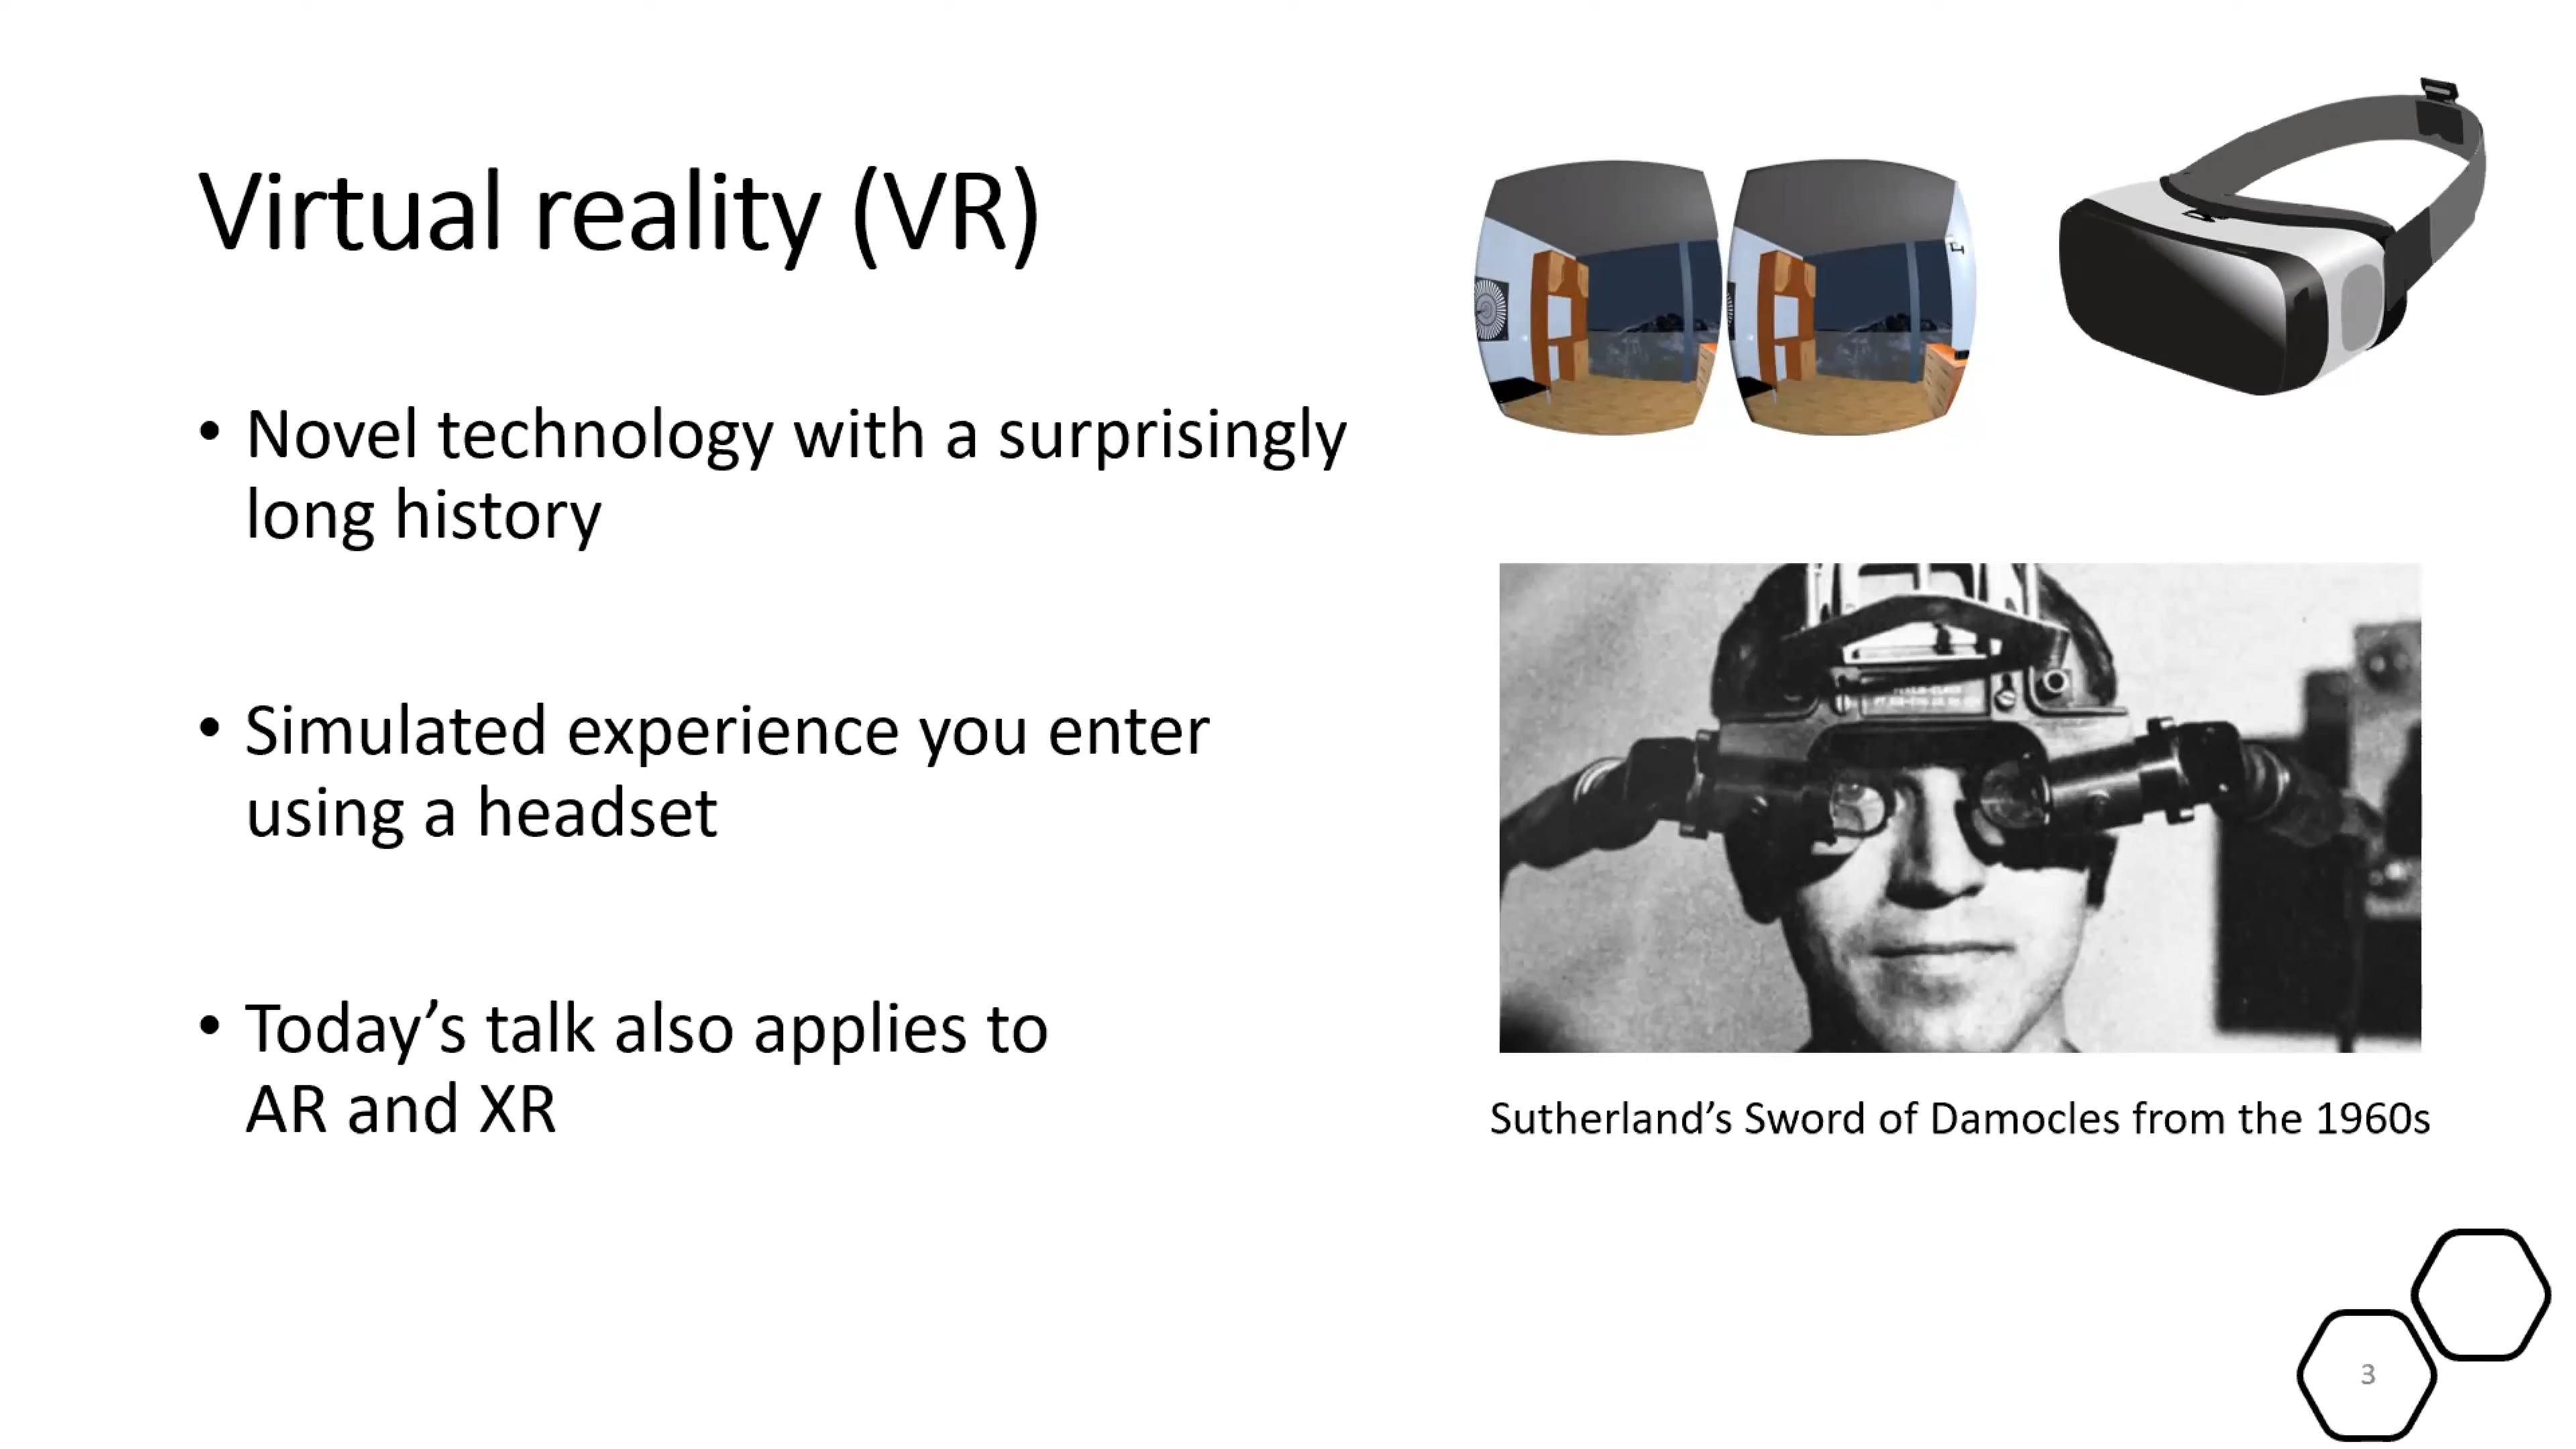 Virtual reality (VR)
• Novel technology with a surprisingly
long history
• Simulated experience you enter
using a headset
• Today’s talk also applies to
AR and XR
Sutherland’s Sword of Damocles from the 1960s
3